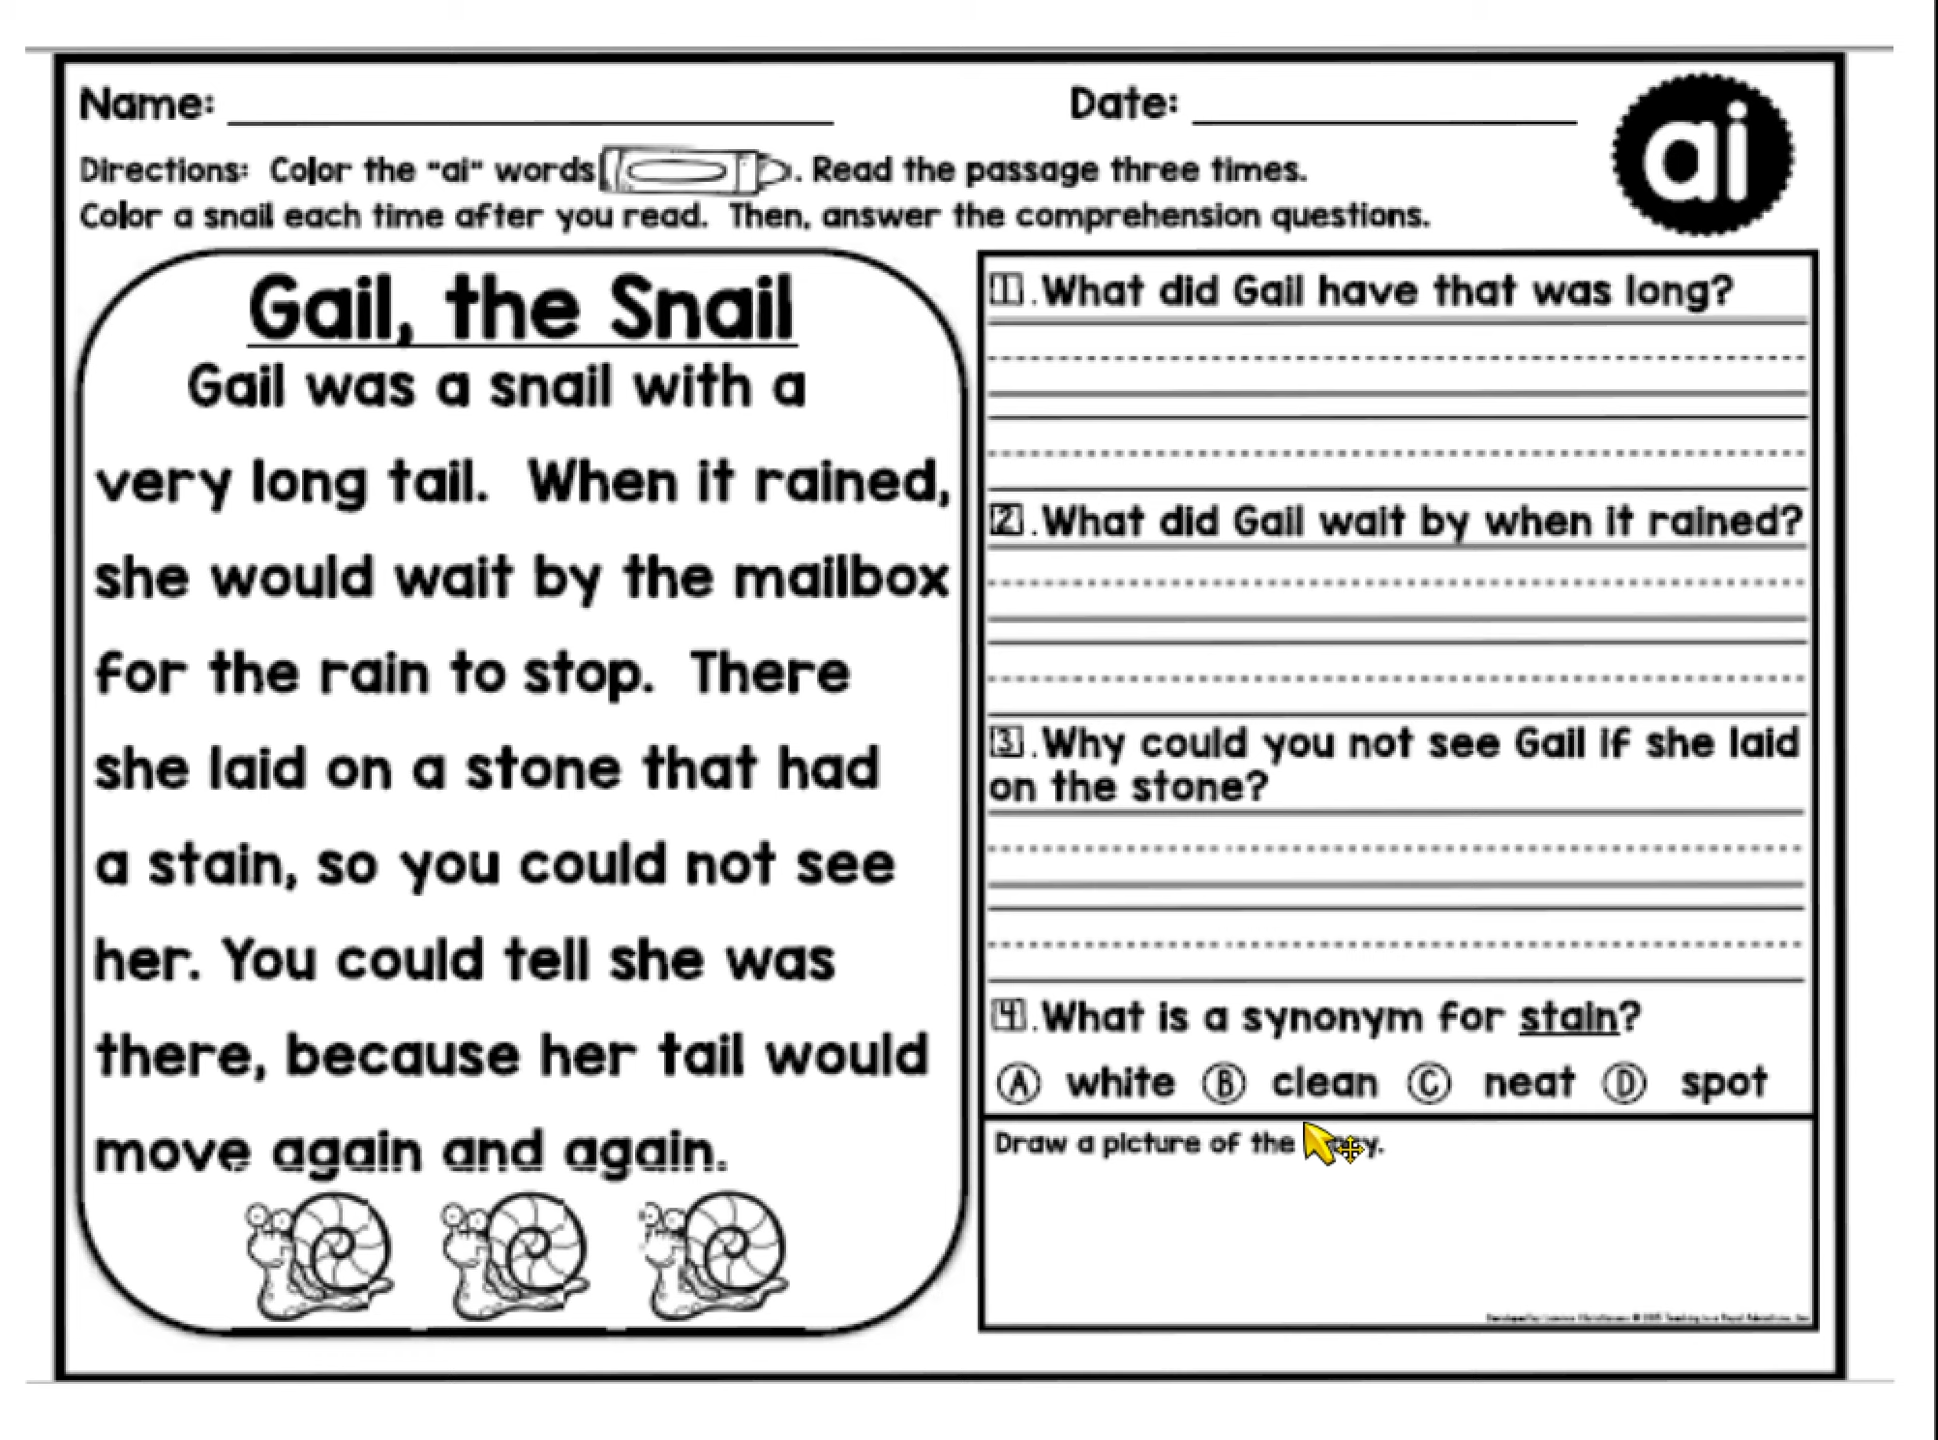 Name:
Date:
ai
Directions: Color the "ai" words . Read the passage three times.
Color a snail each time after you read. Then, answer the comprehension questions.
Gail, the Snail
Gail was a snail with a
very long tail. When it rained,
she would wait by the mailbox
for the rain to stop. There
she laid on a stone that had
a stain, so you could not see
her. You could tell she was
there, because her tail would
move again and again.
1.What did Gail have that was long?
2.What did Gail wait by when it rained?
3.Why could you not see Gail if she laid
on the stone?
4.What is a synonym for stain?
A white B clean C neat D spot
Draw a picture of the